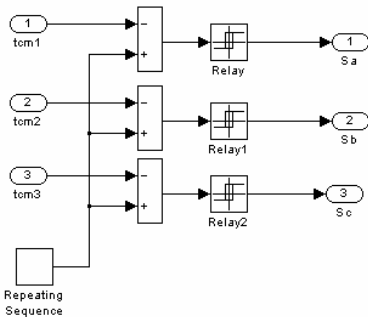 1
tcm1
−
+
Relay
1
Sa
2
tcm2
−
+
Relay1
2
Sb
3
tcm3
−
+
Relay2
3
Sc
Repeating
Sequence